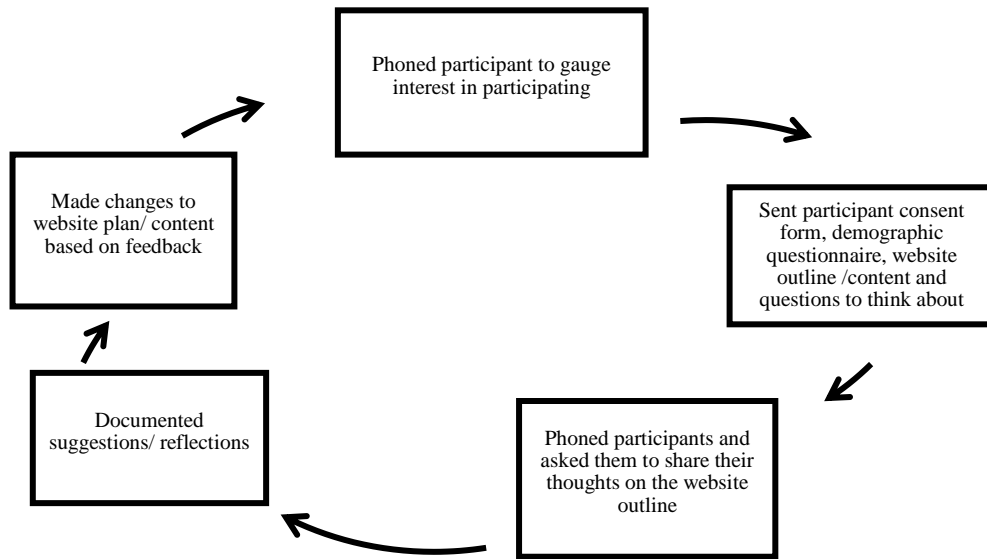 Phoned participant to gauge
interest in participating
Sent participant consent
form, demographic
questionnaire, website
outline /content and
questions to think about
Phoned participants and
asked them to share their
thoughts on the website
outline
Documented
suggestions/ reflections
Made changes to
website plan/ content
based on feedback